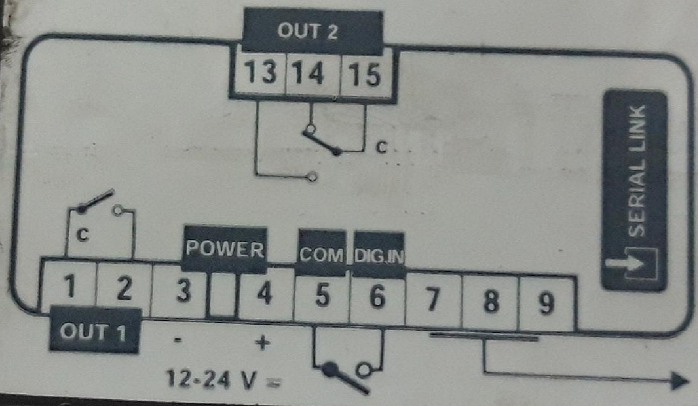 OUT 2
13 14 15
C
SERIAL LINK
C
POWER COM DIG.IN
1 2 3 4 5 6 7 8 9
OUT 1 - +
12-24 V =